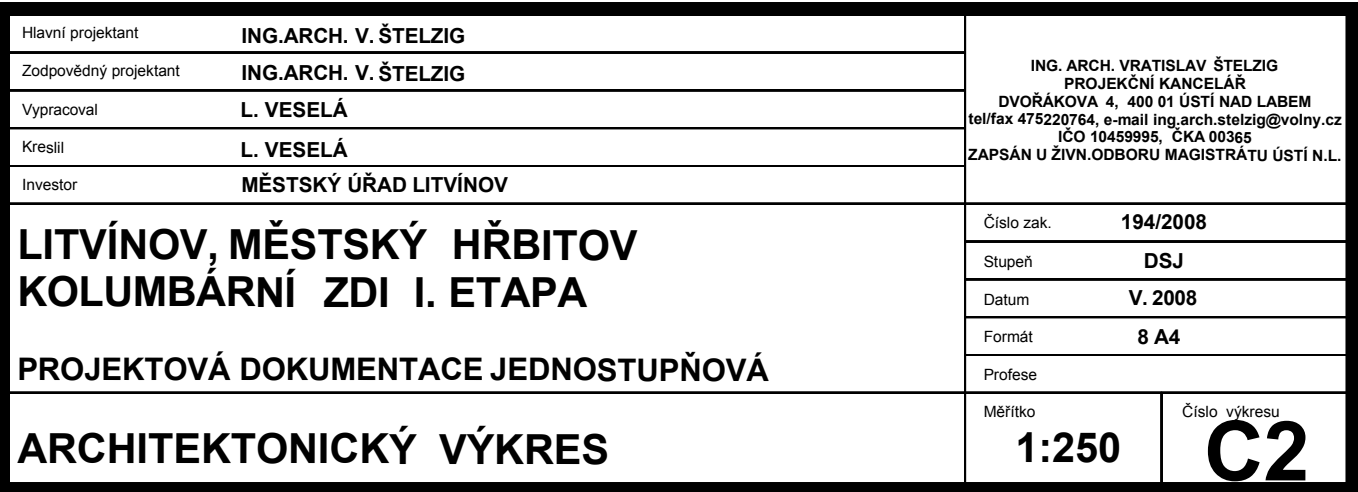 Hlavní projektant ING.ARCH. V. ŠTELZIG
Zodpovědný projektant ING.ARCH. V. ŠTELZIG
Vypracoval L. VESELÁ
Kreslil L. VESELÁ
Investor MĚSTSKÝ ÚŘAD LITVÍNOV
ING. ARCH. VRATISLAV ŠTELZIG
PROJEKČNÍ KANCELÁŘ
DVOŘÁKOVA 4, 400 01 ÚSTÍ NAD LABEM
tel/fax 475220764, e-mail ing.arch.stelzig@volny.cz
IČO 10459995, ČKA 00365
ZAPSÁN U ŽIVN.ODBORU MAGISTRÁTU ÚSTÍ N.L.
LITVÍNOV, MĚSTSKÝ HŘBITOV
KOLUMBÁRNÍ ZDI I. ETAPA
PROJEKTOVÁ DOKUMENTACE JEDNOSTUPŇOVÁ
Číslo zak. 194/2008
Stupeň DSJ
Datum V. 2008
Formát 8 A4
Profese
ARCHITEKTONICKÝ VÝKRES
Měřítko
1:250
Číslo výkresu
C2